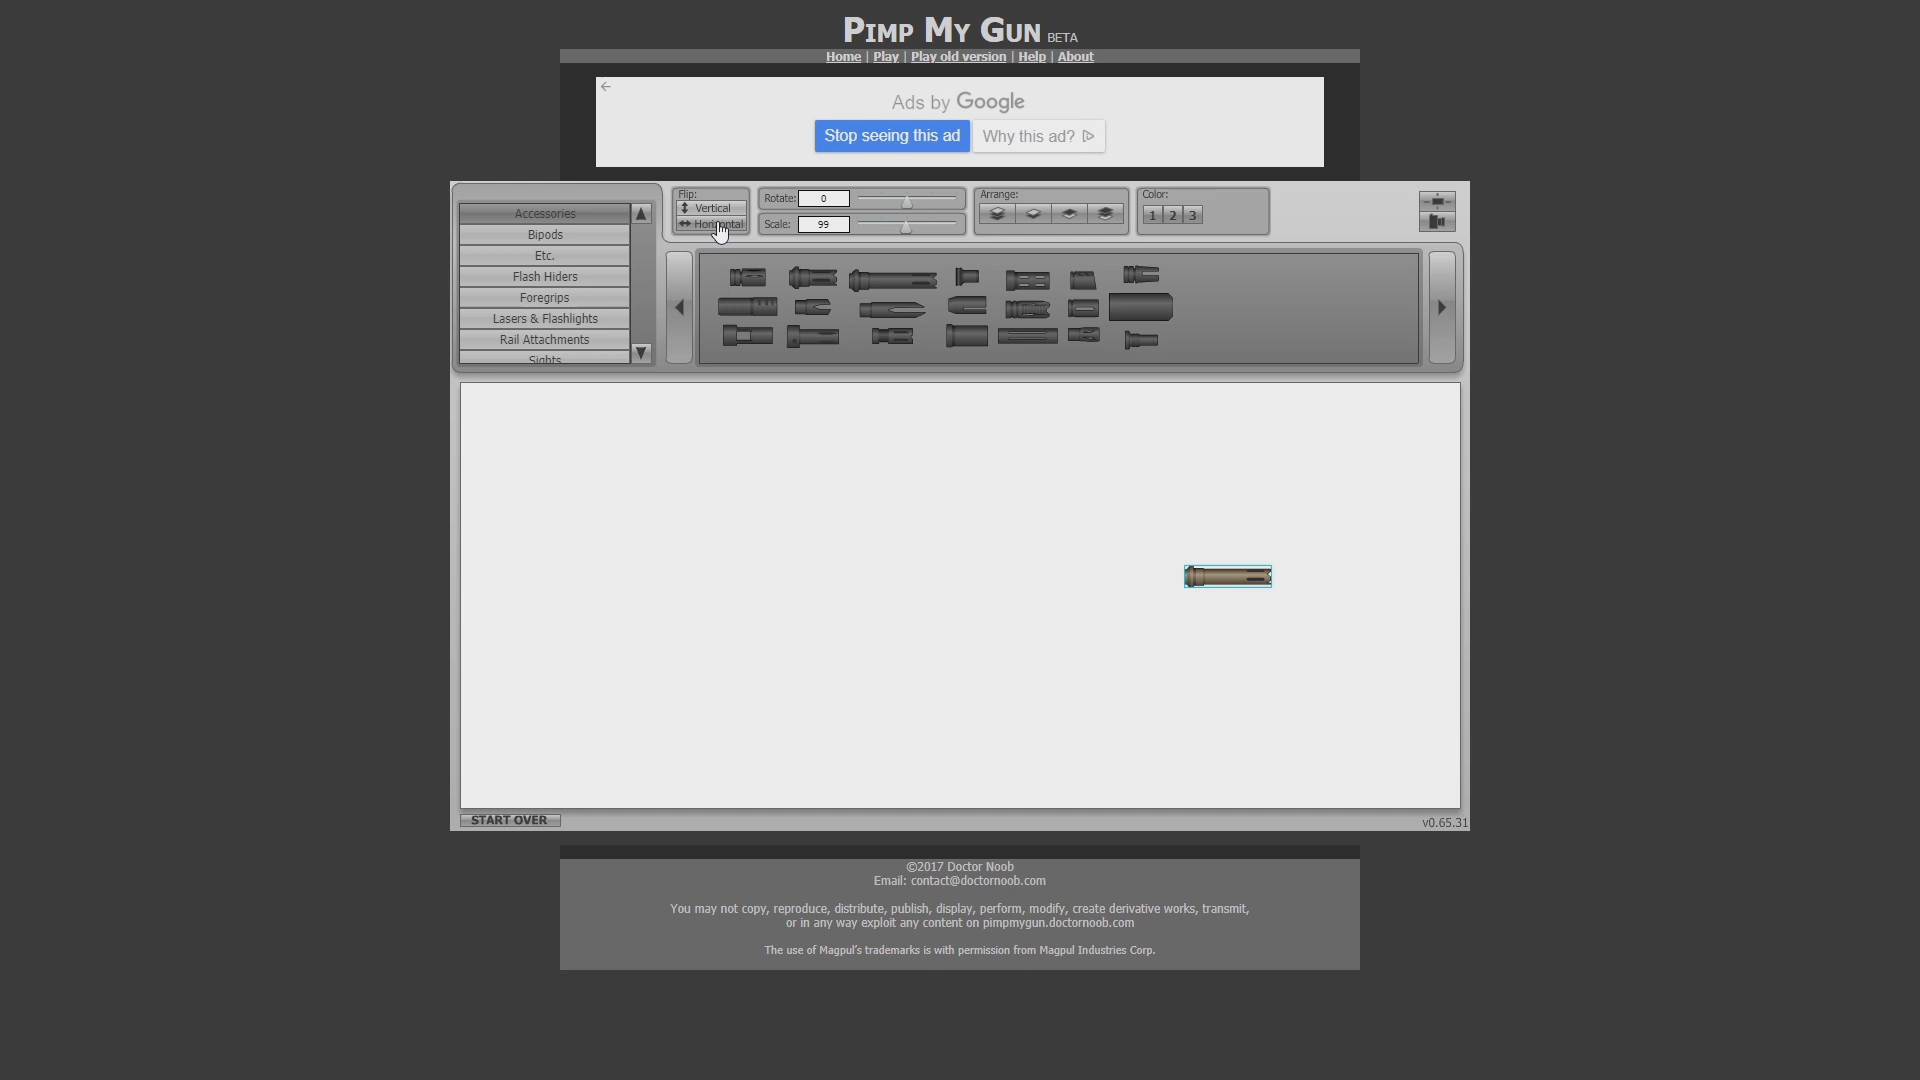 PIMP MY GUN BETA
Home | Play | Play old version | Help | About
Ads by Google
Stop seeing this ad
Why this ad?
Flip:
Vertical
Horizontal
Rotate: 0
Scale: 99
Arrange:
Color:
1 2 3
Accessories
Bipods
Etc.
Flash Hiders
Foregrips
Lasers & Flashlights
Rail Attachments
Sights
START OVER
v0.65.31
©2017 Doctor Noob
Email: contact@doctornoob.com
You may not copy, reproduce, distribute, publish, display, perform, modify, create derivative works, transmit,
or in any way exploit any content on pimpmygun.doctornoob.com
The use of Magpul's trademarks is with permission from Magpul Industries Corp.